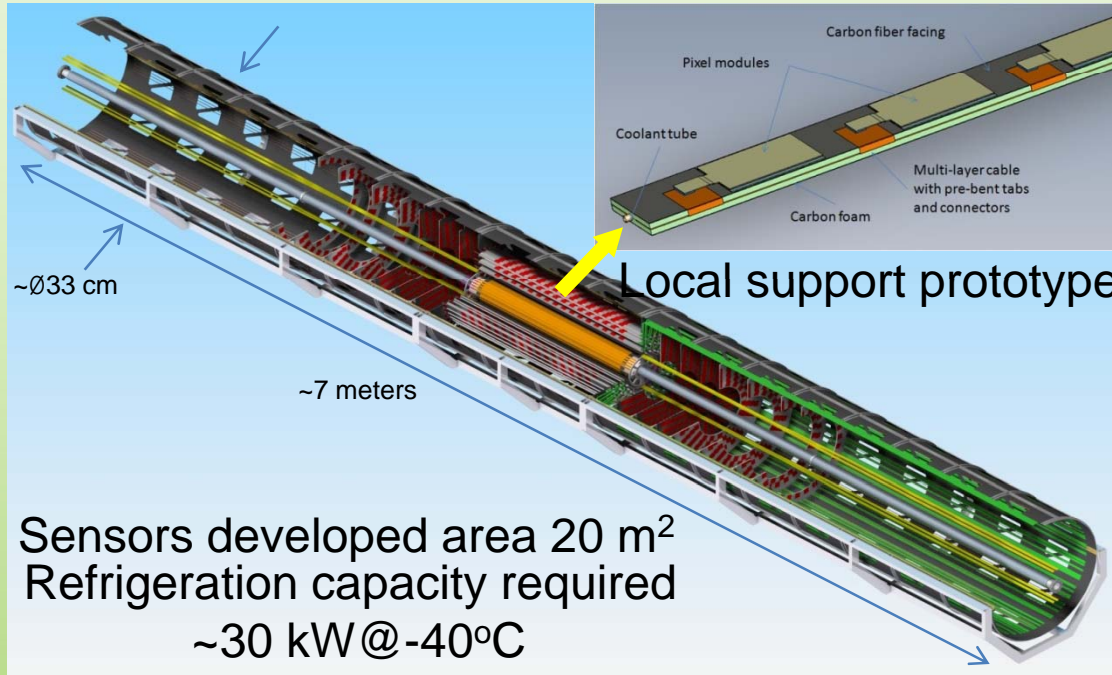 Carbon fiber facing
Pixel modules
Coolant tube
Multi-layer cable
with pre-bent tabs
and connectors
Carbon foam
Local support prototype
~Ø33 cm
~7 meters
Sensors developed area 20 m²
Refrigeration capacity required
~30 kW@-40ºC